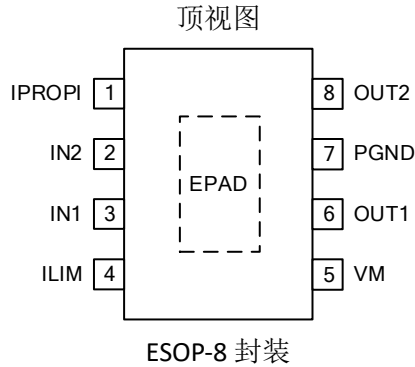 顶视图
IPROPI 1 8 OUT2
IN2 2 7 PGND
EPAD
IN1 3 6 OUT1
ILIM 4 5 VM
ESOP-8 封装